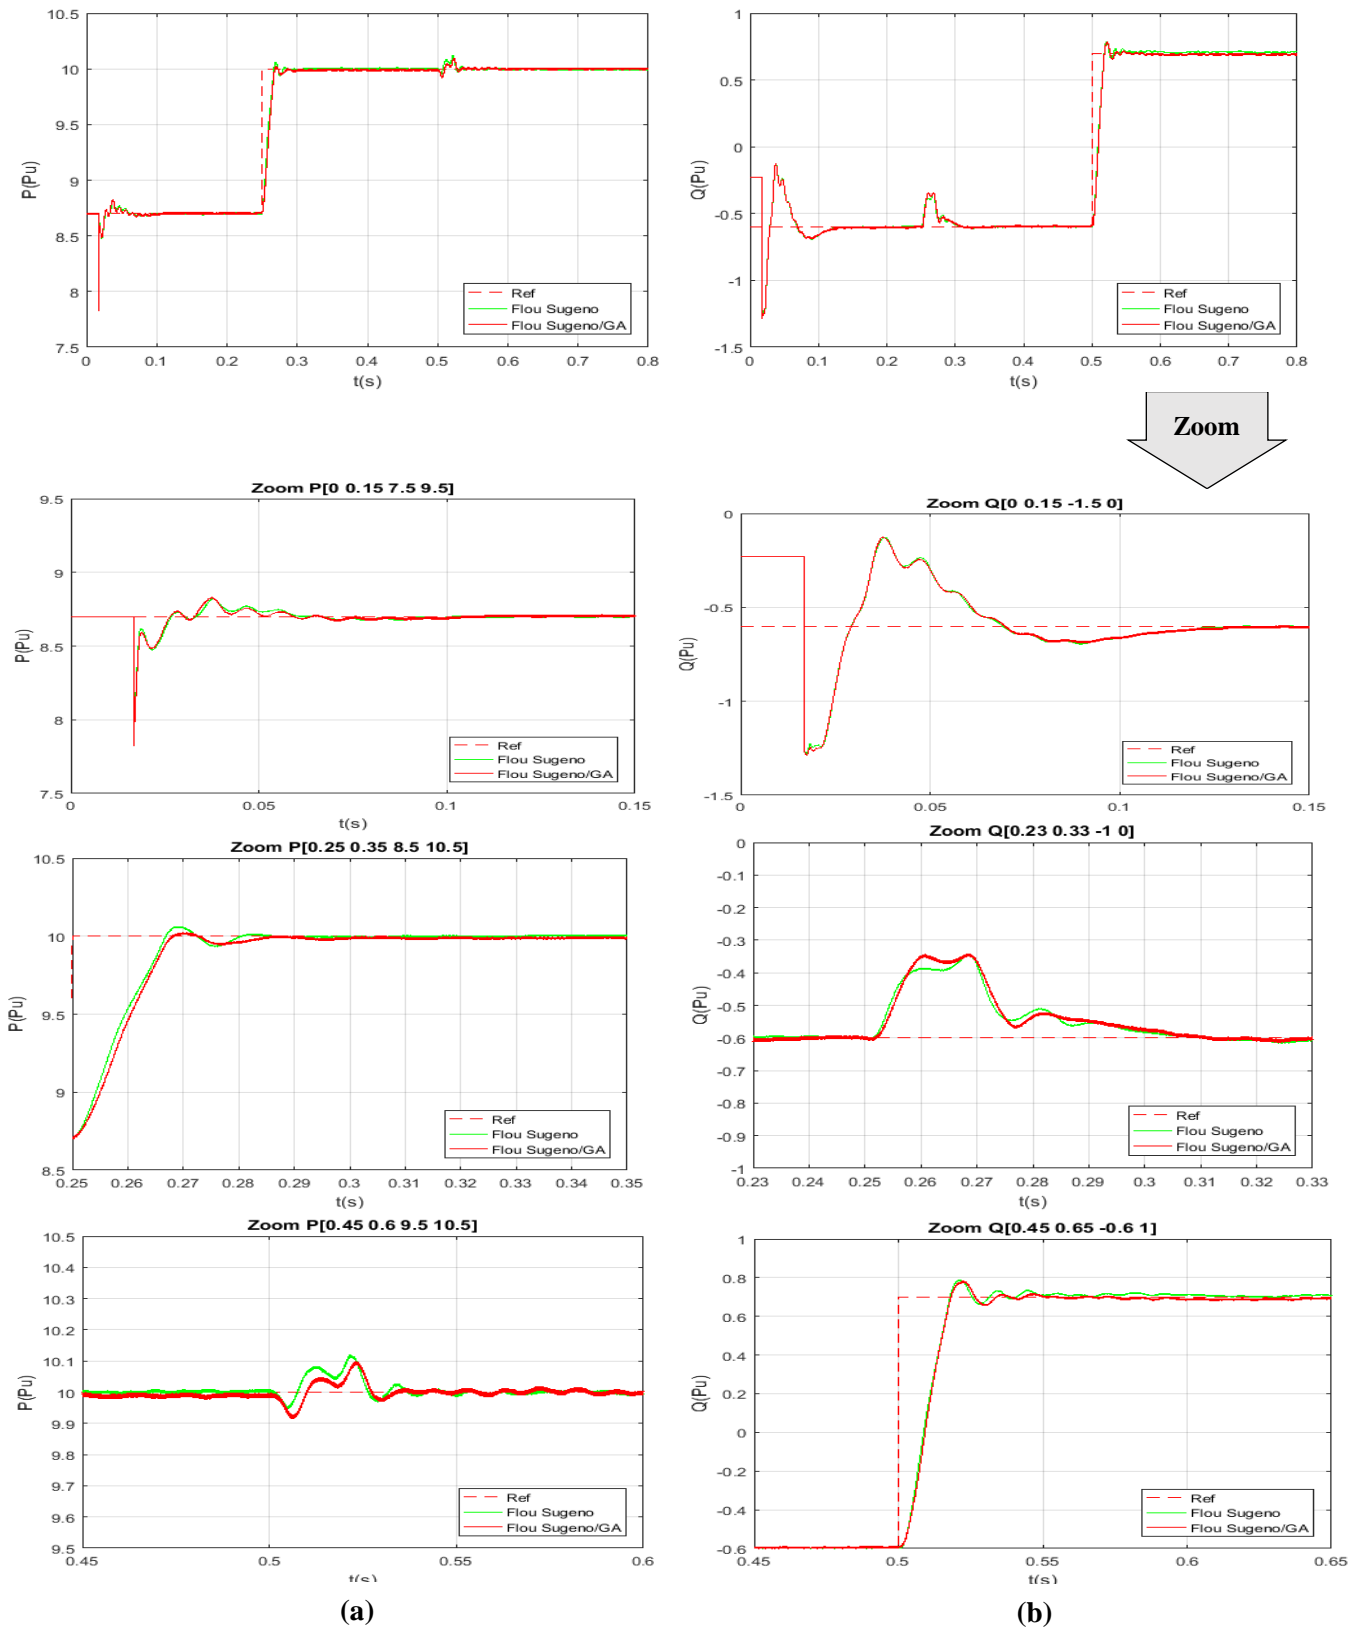 10.5
10
9.5
9
8.5
8
7.5
P(Pu)
0 0.1 0.2 0.3 0.4 0.5 0.6 0.7 0.8
t(s)
Ref
Flou Sugeno
Flou Sugeno/GA
1
0.5
0
-0.5
-1
-1.5
Q(Pu)
0 0.1 0.2 0.3 0.4 0.5 0.6 0.7 0.8
t(s)
Ref
Flou Sugeno
Flou Sugeno/GA
Zoom
Zoom P[0 0.15 7.5 9.5]
9.5
9
8.5
8
7.5
P(Pu)
0 0.05 0.1 0.15
t(s)
Ref
Flou Sugeno
Flou Sugeno/GA
Zoom Q[0 0.15 -1.5 0]
0
-0.5
-1
-1.5
Q(Pu)
0 0.05 0.1 0.15
t(s)
Ref
Flou Sugeno
Flou Sugeno/GA
Zoom P[0.25 0.35 8.5 10.5]
10.5
10
9.5
9
8.5
P(Pu)
0.25 0.26 0.27 0.28 0.29 0.3 0.31 0.32 0.33 0.34 0.35
t(s)
Ref
Flou Sugeno
Flou Sugeno/GA
Zoom Q[0.23 0.33 -1 0]
0
-0.1
-0.2
-0.3
-0.4
-0.5
-0.6
-0.7
-0.8
-0.9
-1
Q(Pu)
0.23 0.24 0.25 0.26 0.27 0.28 0.29 0.3 0.31 0.32 0.33
t(s)
Ref
Flou Sugeno
Flou Sugeno/GA
Zoom P[0.45 0.6 9.5 10.5]
10.5
10.4
10.3
10.2
10.1
10
9.9
9.8
9.7
9.6
9.5
P(Pu)
0.45 0.5 0.55 0.6
t(s)
Ref
Flou Sugeno
Flou Sugeno/GA
Zoom Q[0.45 0.65 -0.6 1]
1
0.8
0.6
0.4
0.2
0
-0.2
-0.4
-0.6
Q(Pu)
0.45 0.5 0.55 0.6 0.65
t(s)
Ref
Flou Sugeno
Flou Sugeno/GA
(a)
(b)